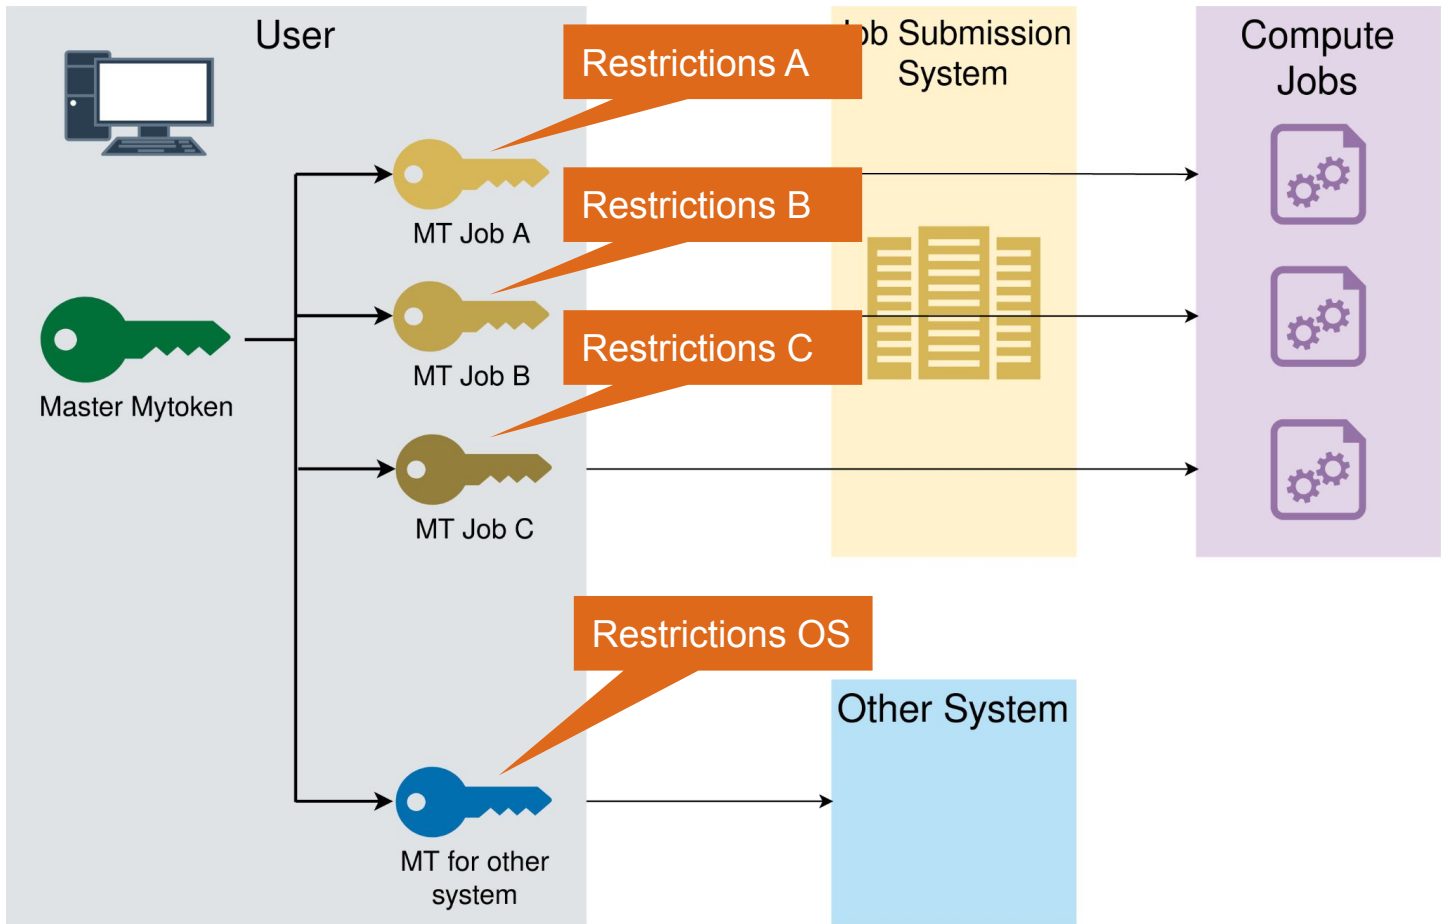 User
Restrictions A
Job Submission
System
Compute
Jobs
MT Job A
Restrictions B
MT Job B
Restrictions C
Master Mytoken
MT Job C
Restrictions OS
Other System
MT for other
system